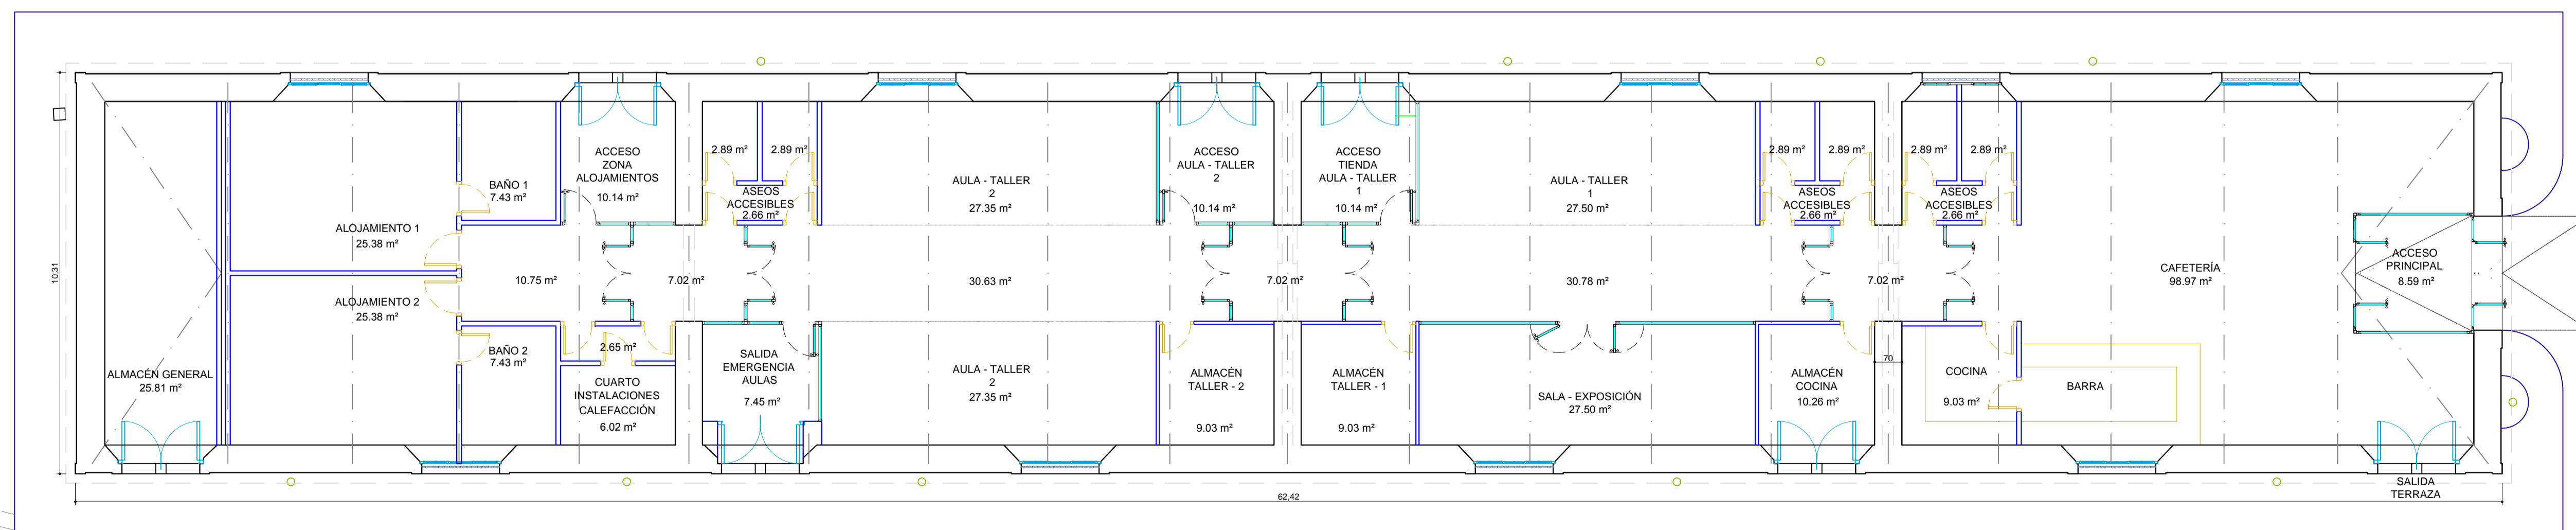 10,31
ALMACÉN GENERAL
25.81 m²
ALOJAMIENTO 1
25.38 m²
ALOJAMIENTO 2
25.38 m²
BAÑO 1
7.43 m²
BAÑO 2
7.43 m²
ACCESO
ZONA
ALOJAMIENTOS
10.14 m²
10.75 m²
2.65 m²
CUARTO
INSTALACIONES
CALEFACCIÓN
6.02 m²
7.02 m²
2.89 m²
2.89 m²
ASEOS
ACCESIBLES
2.66 m²
SALIDA
EMERGENCIA
AULAS
7.45 m²
AULA - TALLER
2
27.35 m²
30.63 m²
AULA - TALLER
2
27.35 m²
ACCESO
AULA - TALLER
2
10.14 m²
ALMACÉN
TALLER - 2
9.03 m²
7.02 m²
ACCESO
TIENDA
AULA - TALLER
1
10.14 m²
ALMACÉN
TALLER - 1
9.03 m²
AULA - TALLER
1
27.50 m²
30.78 m²
SALA - EXPOSICIÓN
27.50 m²
2.89 m²
2.89 m²
ASEOS
ACCESIBLES
2.66 m²
ALMACÉN
COCINA
10.26 m²
7.02 m²
70
2.89 m²
2.89 m²
ASEOS
ACCESIBLES
2.66 m²
COCINA
9.03 m²
BARRA
CAFETERÍA
98.97 m²
ACCESO
PRINCIPAL
8.59 m²
SALIDA
TERRAZA
62,42